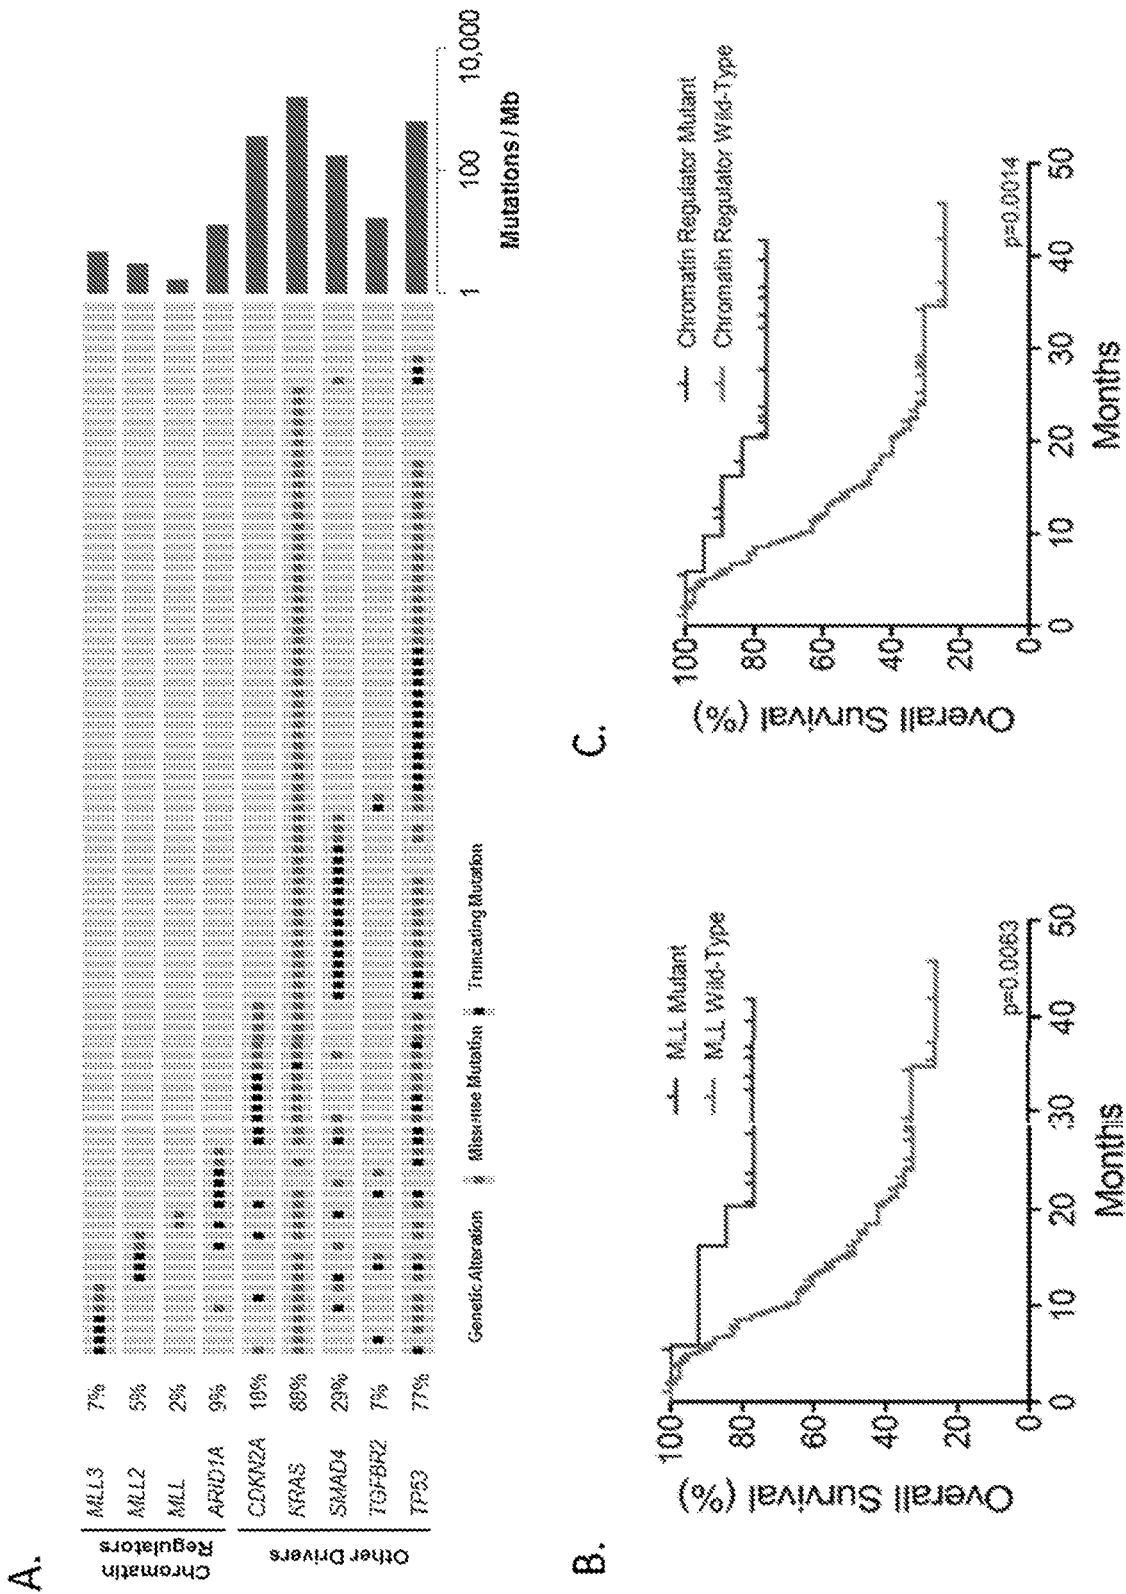 A.
Chromatin
Regulators
MLL3 7%
MLL2 5%
MLL 2%
ARID1A 9%
Other Drivers
CDKN2A 18%
KRAS 88%
SMAD4 29%
TGFBR2 7%
TP53 77%
Genetic Alteration Missense Mutation Truncating Mutation
1 100 10,000
Mutations / Mb
B.
Overall Survival (%)
100
80
60
40
20
0
0 10 20 30 40 50
Months
MLL Mutant
MLL Wild-Type
p=0.0063
C.
Overall Survival (%)
100
80
60
40
20
0
0 10 20 30 40 50
Months
Chromatin Regulator Mutant
Chromatin Regulator Wild-Type
p=0.0014